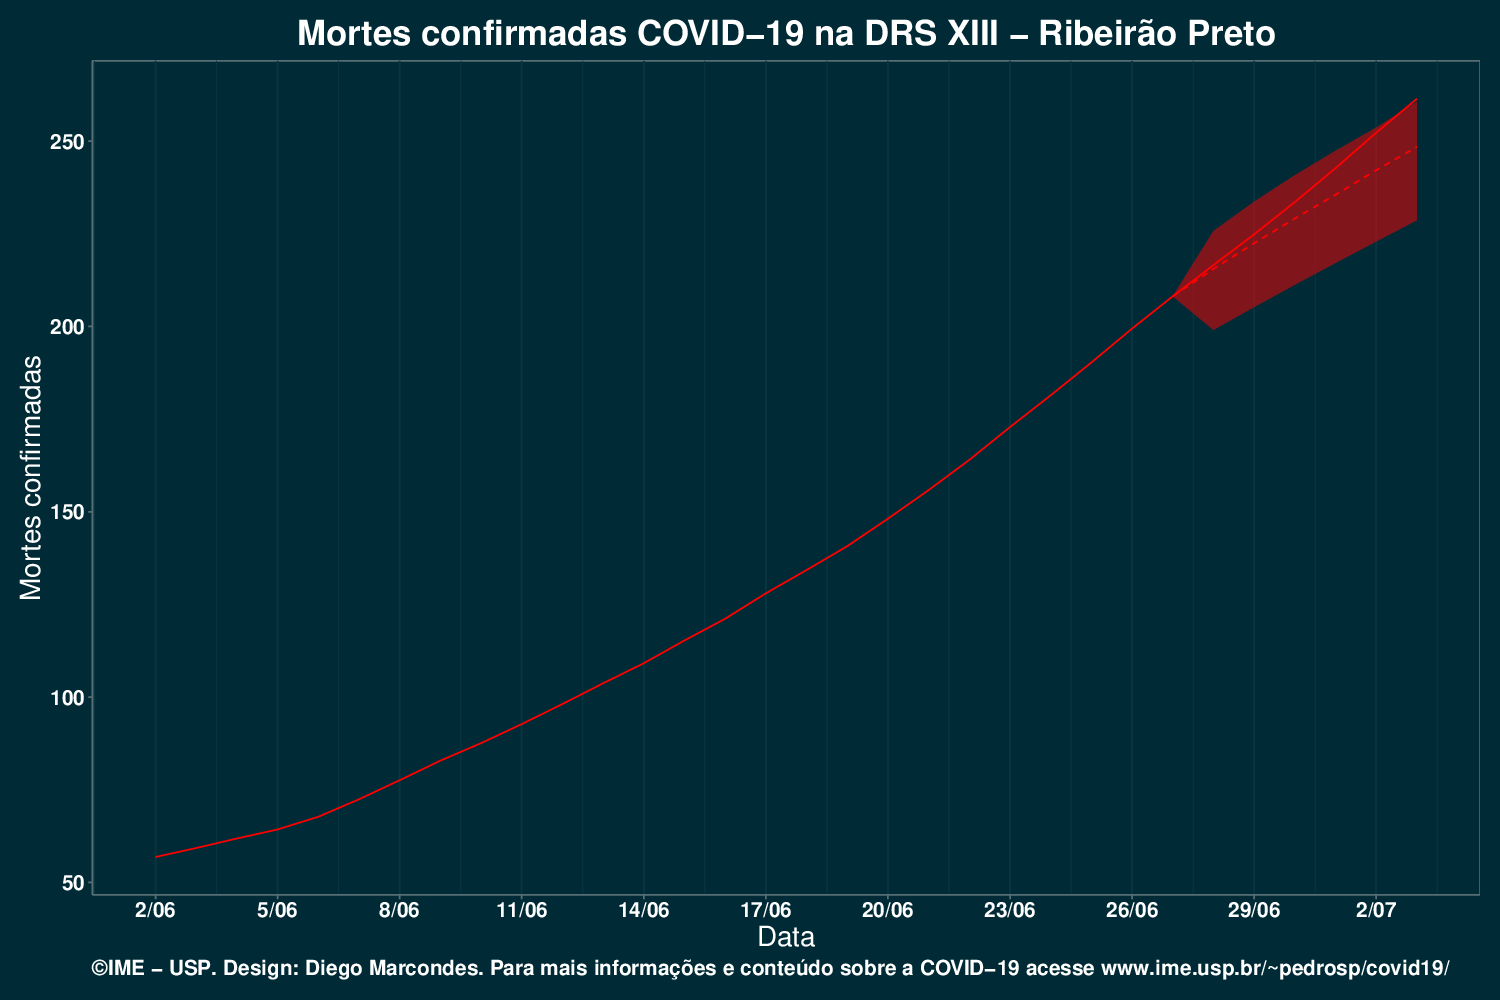 Mortes confirmadas COVID−19 na DRS XIII − Ribeirão Preto
Mortes confirmadas
250
200
150
100
50
2/06 5/06 8/06 11/06 14/06 17/06 20/06 23/06 26/06 29/06 2/07
Data
©IME − USP. Design: Diego Marcondes. Para mais informações e conteúdo sobre a COVID−19 acesse www.ime.usp.br/~pedrosp/covid19/